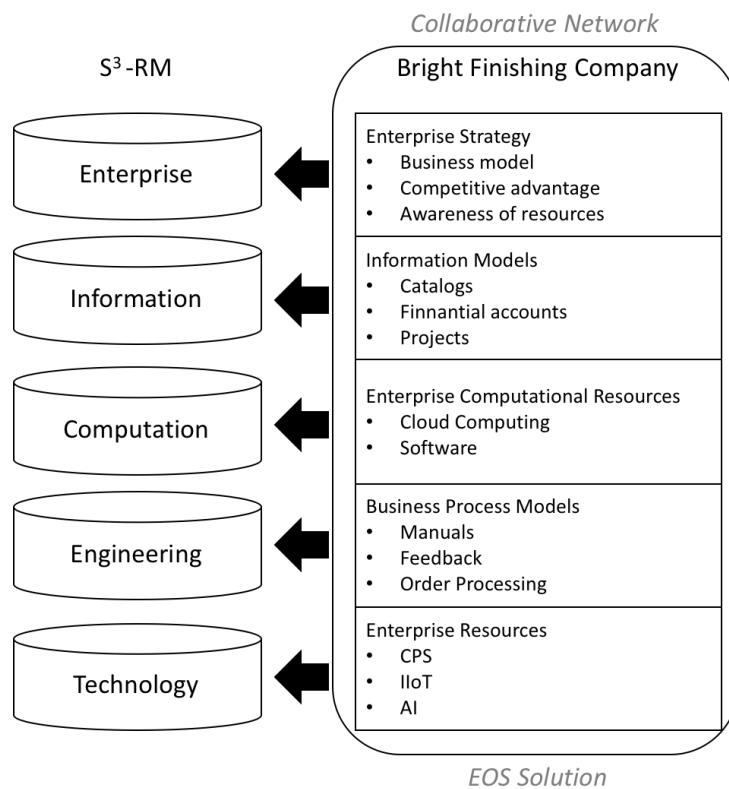 Collaborative Network
S³-RM
Bright Finishing Company
Enterprise
Enterprise Strategy
• Business model
• Competitive advantage
• Awareness of resources
Information
Information Models
• Catalogs
• Finnantial accounts
• Projects
Computation
Enterprise Computational Resources
• Cloud Computing
• Software
Engineering
Business Process Models
• Manuals
• Feedback
• Order Processing
Technology
Enterprise Resources
• CPS
• IIoT
• AI
EOS Solution